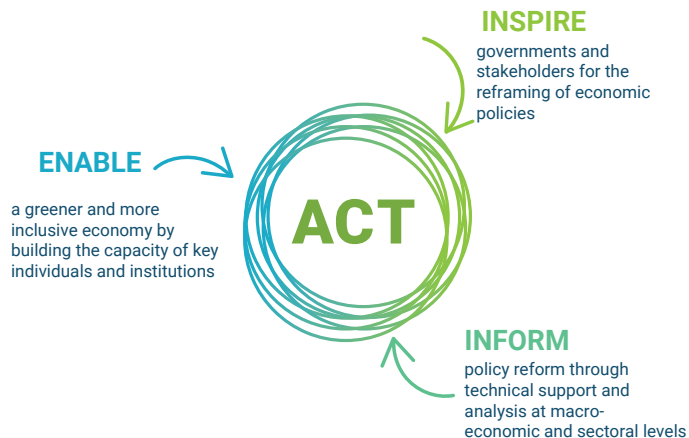 INSPIRE
governments and
stakeholders for the
reframing of economic
policies
ENABLE
a greener and more
inclusive economy by
building the capacity of key
individuals and institutions
ACT
INFORM
policy reform through
technical support and
analysis at macro-
economic and sectoral levels